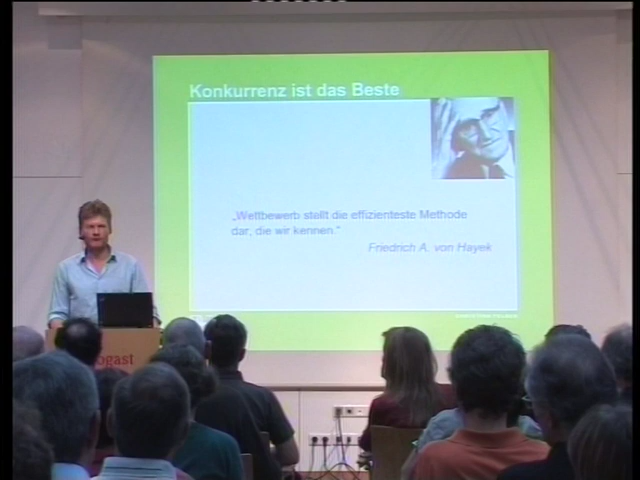 Konkurrenz ist das Beste
„Wettbewerb stellt die effizienteste Methode
dar, die wir kennen.“
Friedrich A. von Hayek
ogast